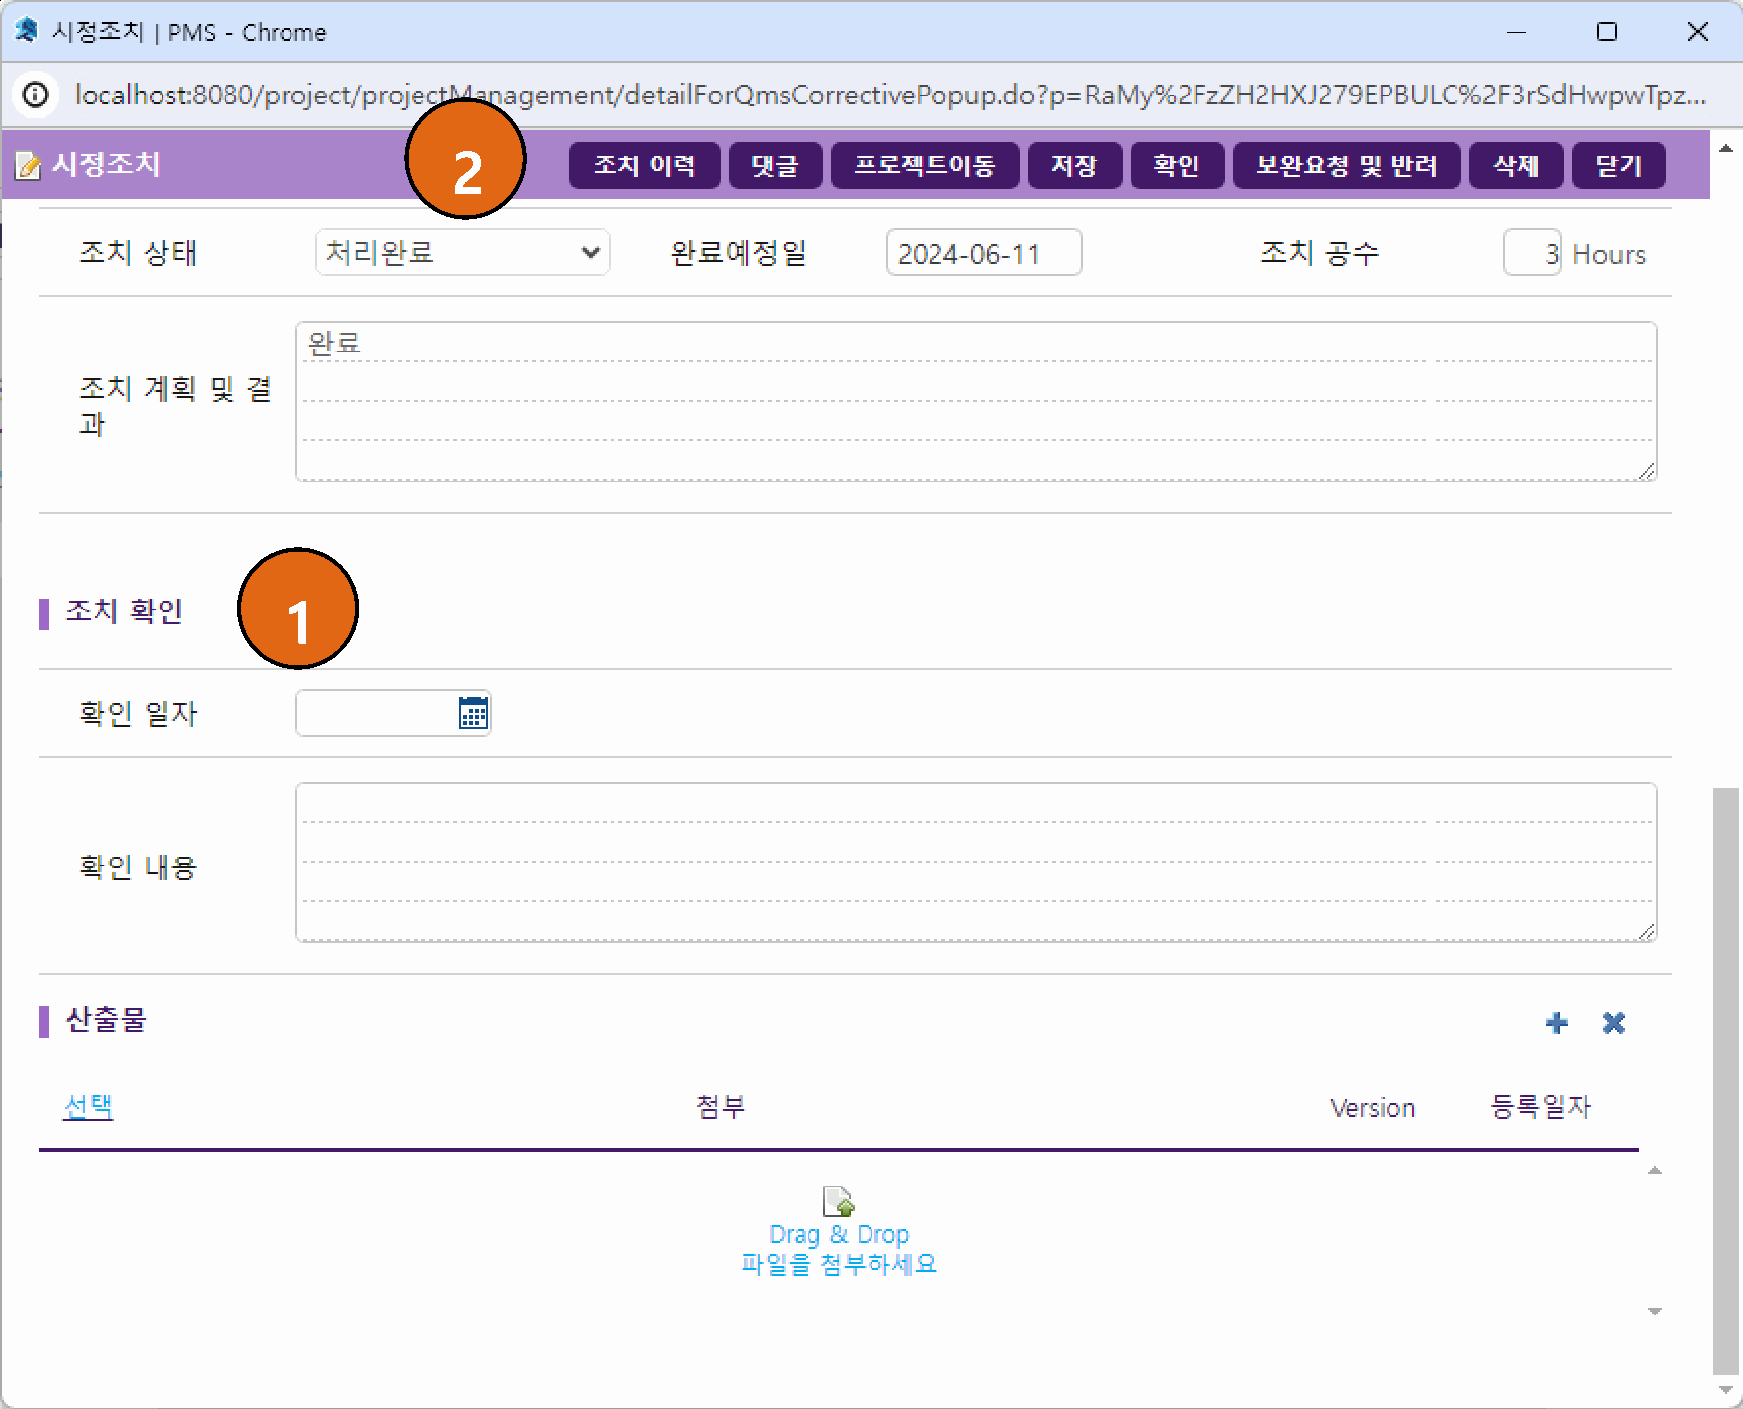 시정조치 | PMS - Chrome
localhost:8080/project/projectManagement/detailForQmsCorrectivePopup.do?p=RaMy%2FzZH2HXJ279EPBULC%2F3rSdHwpwTpz...
시정조치 2 조치 이력 댓글 프로젝트이동 저장 확인 보완요청 및 반려 삭제 닫기
조치 상태 처리완료 완료예정일 2024-06-11 조치 공수 3 Hours
완료
조치 계획 및 결
과
조치 확인 1
확인 일자
확인 내용
산출물
선택 첨부 Version 등록일자
Drag & Drop
파일을 첨부하세요